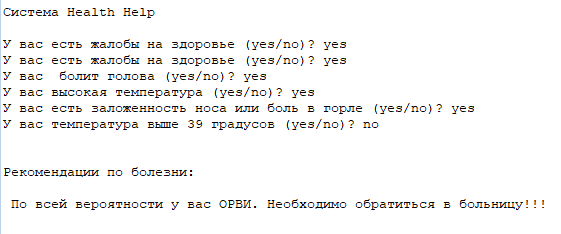 Система Health Help
У вас есть жалобы на здоровье (yes/no)? yes
У вас есть жалобы на здоровье (yes/no)? yes
У вас  болит голова (yes/no)? yes
У вас высокая температура (yes/no)? yes
У вас есть заложенность носа или боль в горле (yes/no)? yes
У вас температура выше 39 градусов (yes/no)? no
Рекомендации по болезни:
По всей вероятности у вас ОРВИ. Необходимо обратиться в больницу!!!